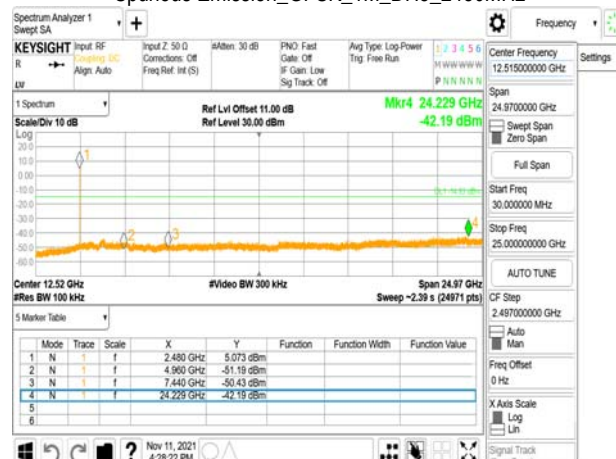 Spectrum Analyzer 1
Swept SA
+
Frequency
KEYSIGHT
Input: RF
Coupling: DC
Align: Auto
Input Z: 50 Ω
Corrections: Off
Freq Ref: Int (S)
#Atten: 30 dB
PNO: Fast
Gate: Off
IF Gain: Low
Sig Track: Off
Avg Type: Log-Power
Trig: Free Run
1 2 3 4 5 6
M W W W W W
P N N N N N
R
Center Frequency
12.515000000 GHz
Settings
Span
24.9700000 GHz
Swept Span
Zero Span
Full Span
Start Freq
30.000000 MHz
Stop Freq
25.000000000 GHz
AUTO TUNE
CF Step
2.497000000 GHz
Auto
Man
Freq Offset
0 Hz
X Axis Scale
Log
Lin
Signal Track
1 Spectrum
Scale/Div 10 dB
Ref Lvl Offset 11.00 dB
Ref Level 30.00 dBm
Mkr4 24.229 GHz
-42.19 dBm
Log
20.0
10.0
0.00
-10.0
-20.0
-30.0
-40.0
-50.0
-60.0
1
2
3
4
Center 12.52 GHz
#Video BW 300 kHz
Span 24.97 GHz
#Res BW 100 kHz
Sweep ~2.39 s (24971 pts)
5 Marker Table
Mode Trace Scale X Y Function Function Width Function Value
1 N 1 f 2.480 GHz 5.073 dBm
2 N 1 f 4.960 GHz -51.19 dBm
3 N 1 f 7.440 GHz -50.43 dBm
4 N 1 f 24.229 GHz -42.19 dBm
5
6
Nov 11, 2021
4:28:22 PM